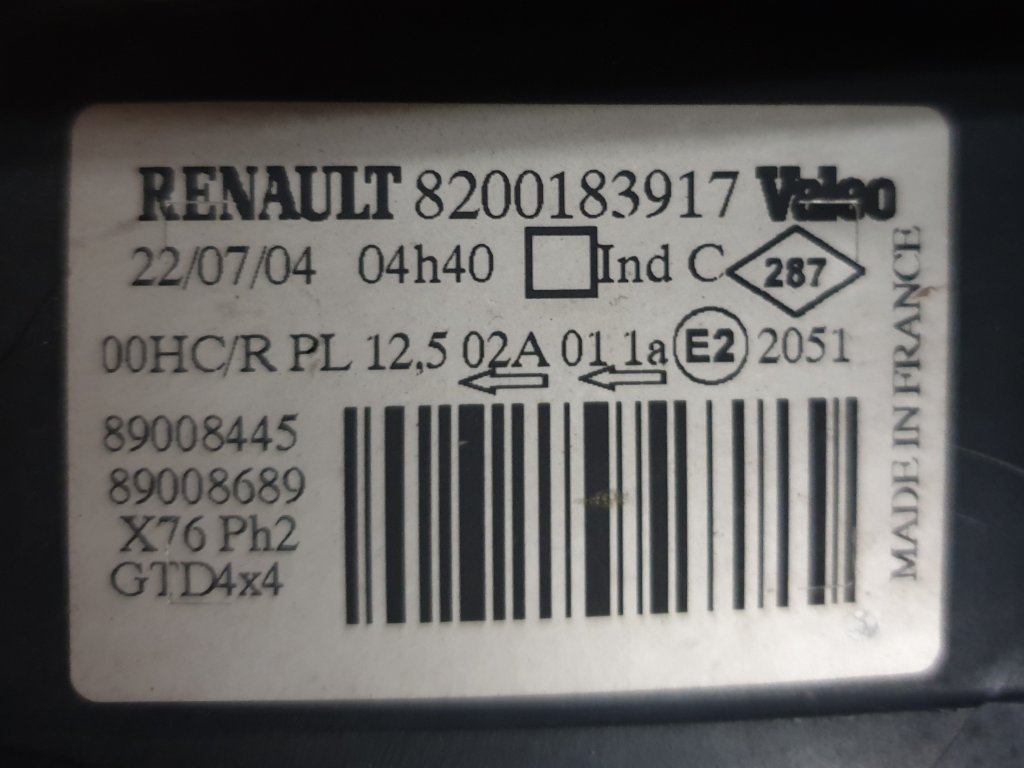 RENAULT 8200183917 Valeo
22/07/04 04h40 Ind C 287
00HC/R PL 12,5 02A 01 1a E2 2051
89008445
89008689
X76 Ph2
GTD4x4
MADE IN FRANCE